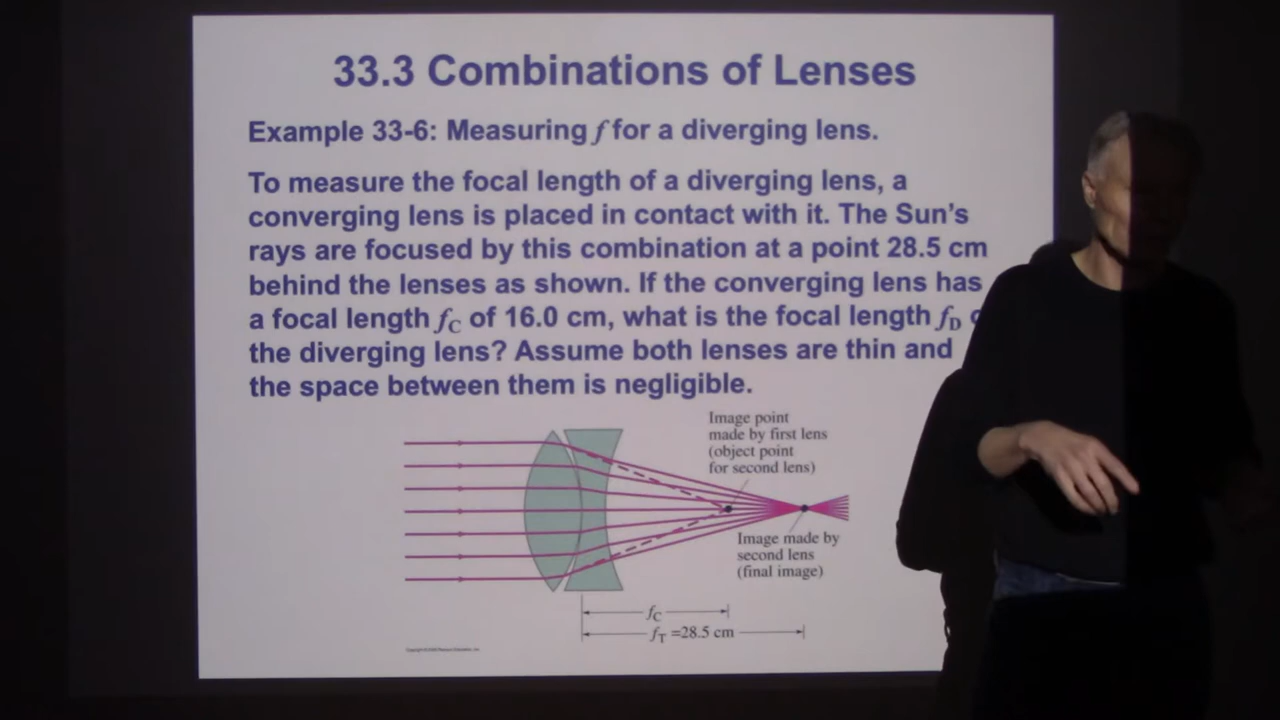 33.3 Combinations of Lenses
Example 33-6: Measuring f for a diverging lens.
To measure the focal length of a diverging lens, a
converging lens is placed in contact with it. The Sun's
rays are focused by this combination at a point 28.5 cm
behind the lenses as shown. If the converging lens has
a focal length fC of 16.0 cm, what is the focal length fD
the diverging lens? Assume both lenses are thin and
the space between them is negligible.
Image point
made by first lens
(object point
for second lens)
Image made by
second lens
(final image)
fC
fT =28.5 cm